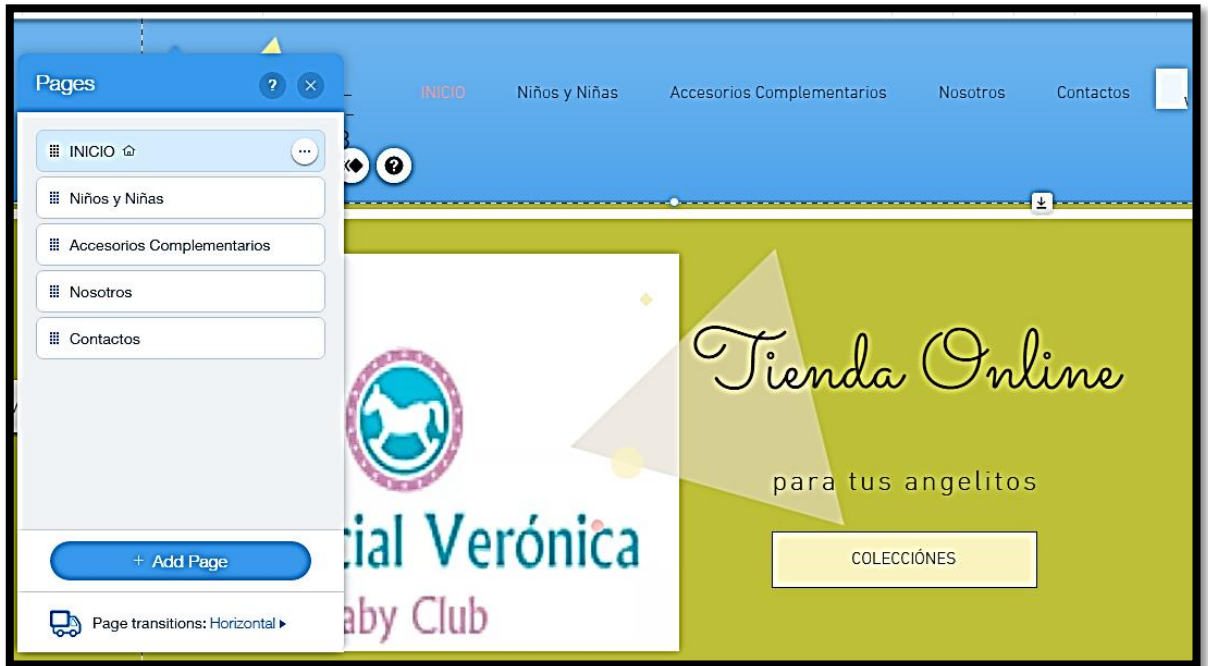 Pages ? ×
INICIO Niños y Niñas Accesorios Complementarios Nosotros Contactos
INICIO ...
?
Niños y Niñas
Accesorios Complementarios
Nosotros
Contactos
Tienda Online
para tus angelitos
COLECCIÓNES
cial Verónica
aby Club
+ Add Page
Page transitions: Horizontal